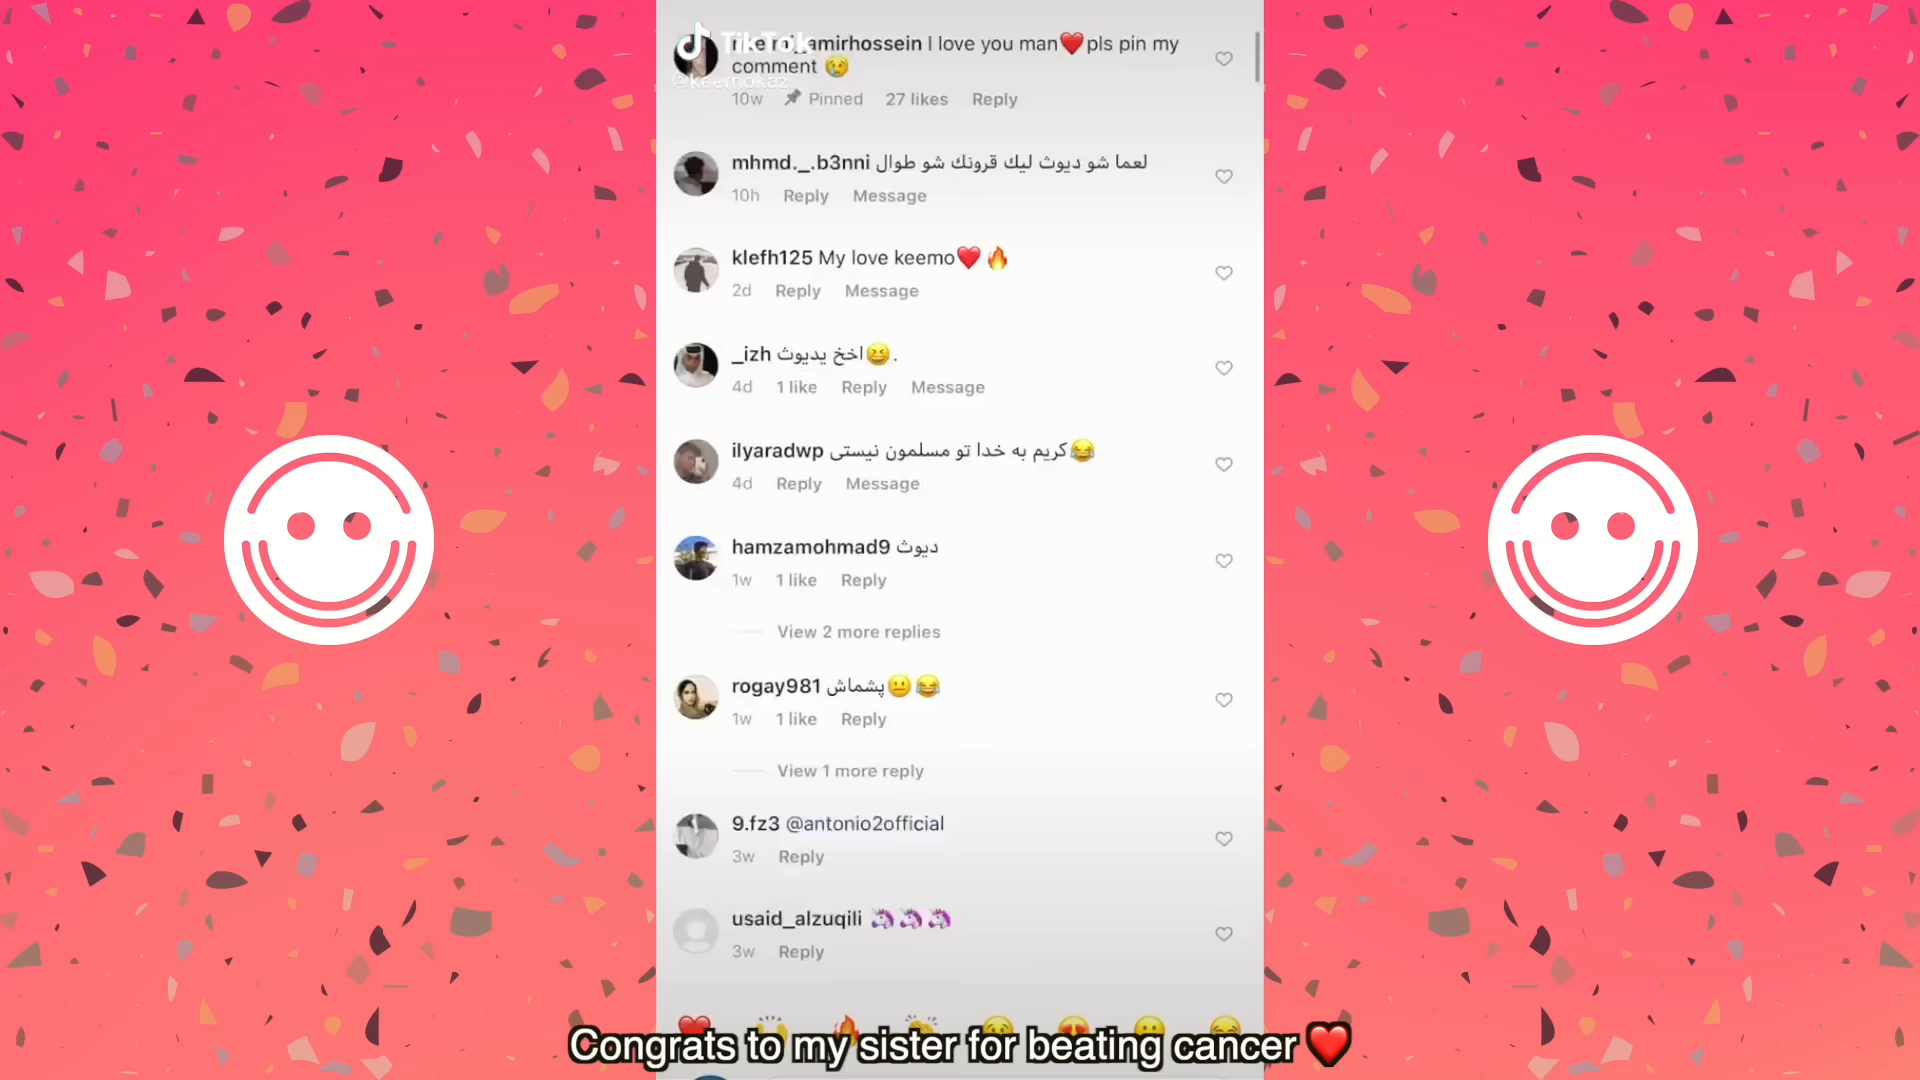 TikTok
@keemokazi
amirhossein I love you man❤️pls pin my
comment 😢
10w Pinned 27 likes Reply
mhmd._.b3nni لعما شو ديوث ليك قرونك شو طوال
10h Reply Message
klefh125 My love keemo❤️🔥
2d Reply Message
_izh اخخ يديوث😆.
4d 1 like Reply Message
ilyaradwp کریم به خدا تو مسلمون نیستی😂
4d Reply Message
hamzamohmad9 ديوث
1w 1 like Reply
View 2 more replies
rogay981 پشماش😐😂
1w 1 like Reply
View 1 more reply
9.fz3 @antonio2official
3w Reply
usaid_alzuqili 🦄🦄🦄
3w Reply
Congrats to my sister for beating cancer ❤️